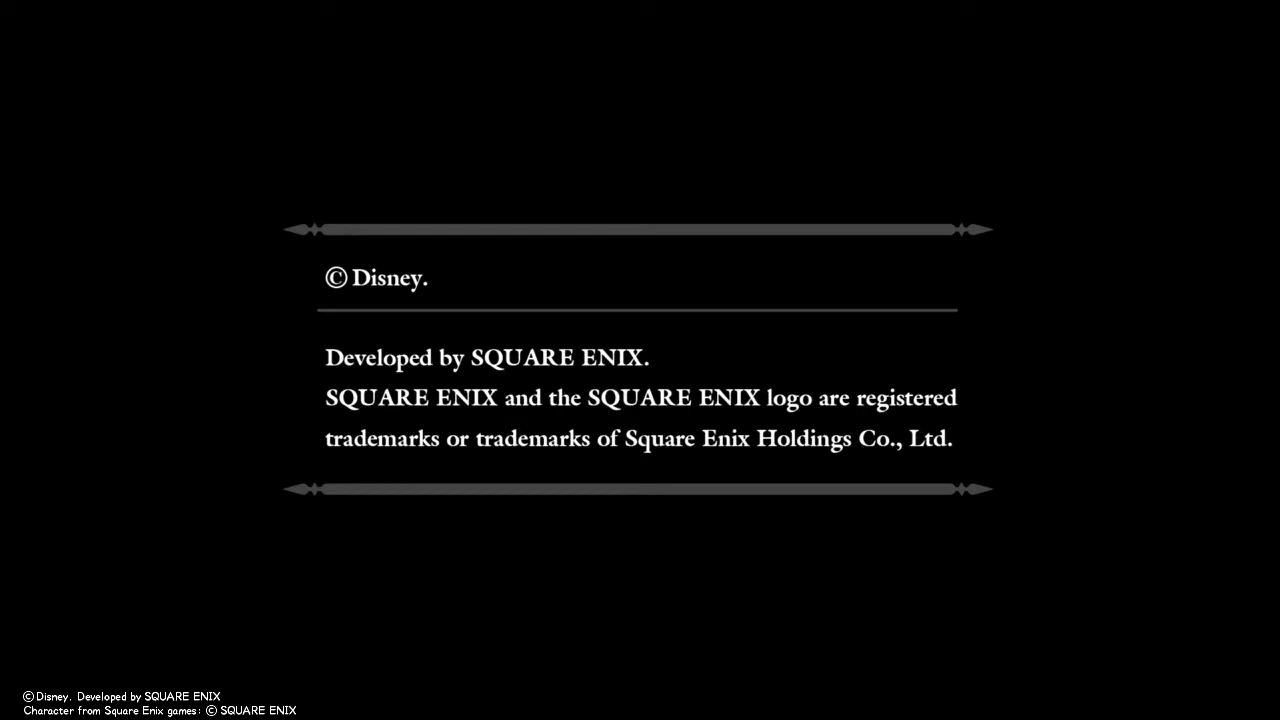 © Disney.
Developed by SQUARE ENIX.
SQUARE ENIX and the SQUARE ENIX logo are registered
trademarks or trademarks of Square Enix Holdings Co., Ltd.
© Disney. Developed by SQUARE ENIX
Character from Square Enix games: © SQUARE ENIX